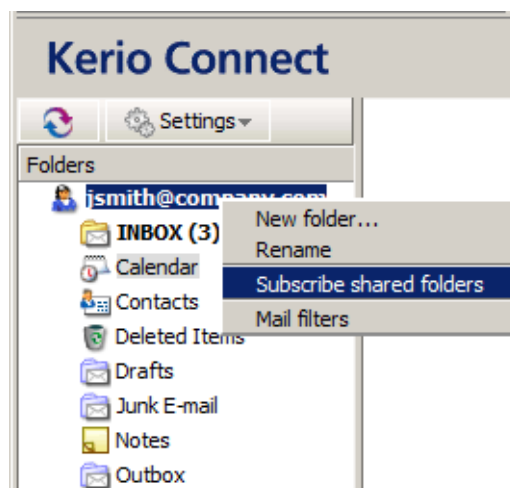 Kerio Connect
Settings
Folders
jsmith@company.com
INBOX (3)
New folder...
Rename
Calendar
Subscribe shared folders
Contacts
Mail filters
Deleted Items
Drafts
Junk E-mail
Notes
Outbox